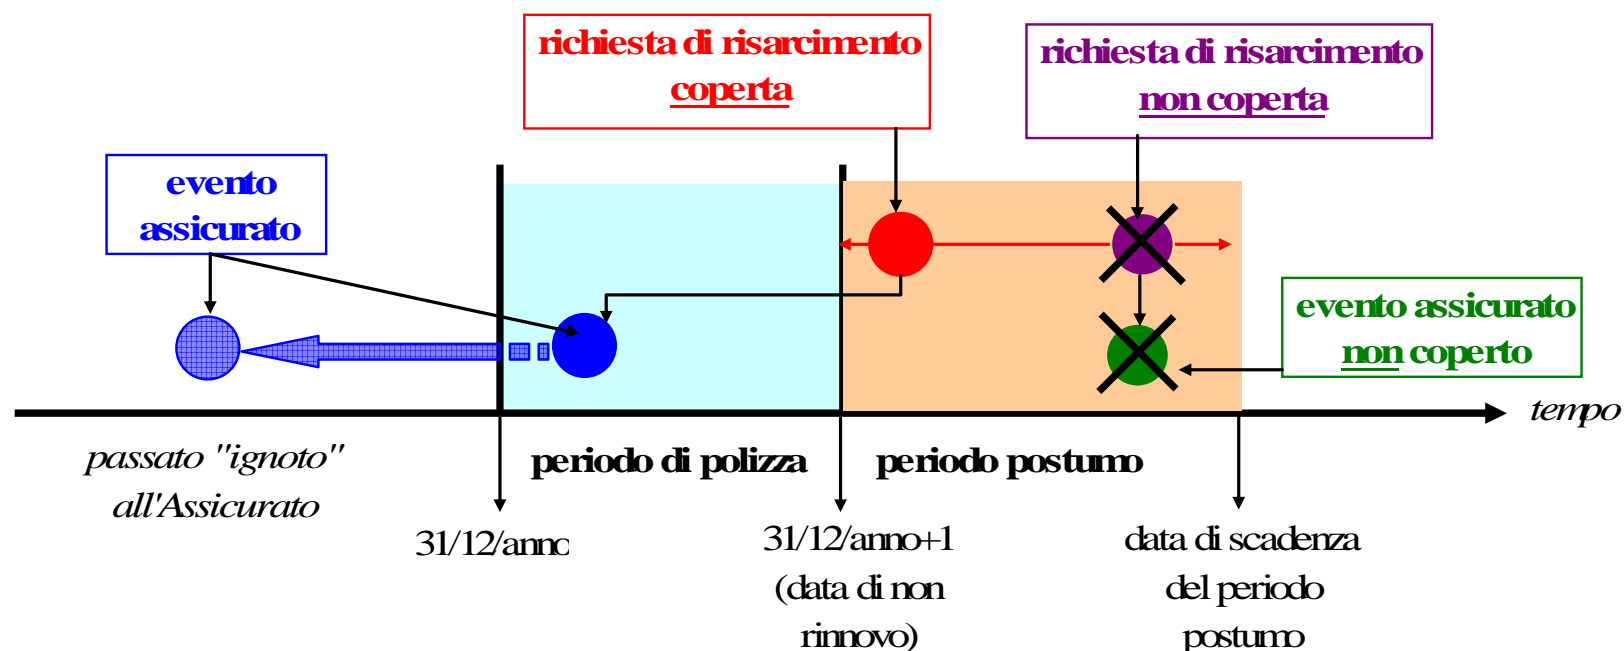 richiesta di risarcimento
coperta
richiesta di risarcimento
non coperta
evento
assicurato
evento assicurato
non coperto
tempo
passato "ignoto"
all'Assicurato
periodo di polizza
periodo postumo
31/12/anno
31/12/anno+1
(data di non
rinnovo)
data di scadenza
del periodo
postumo